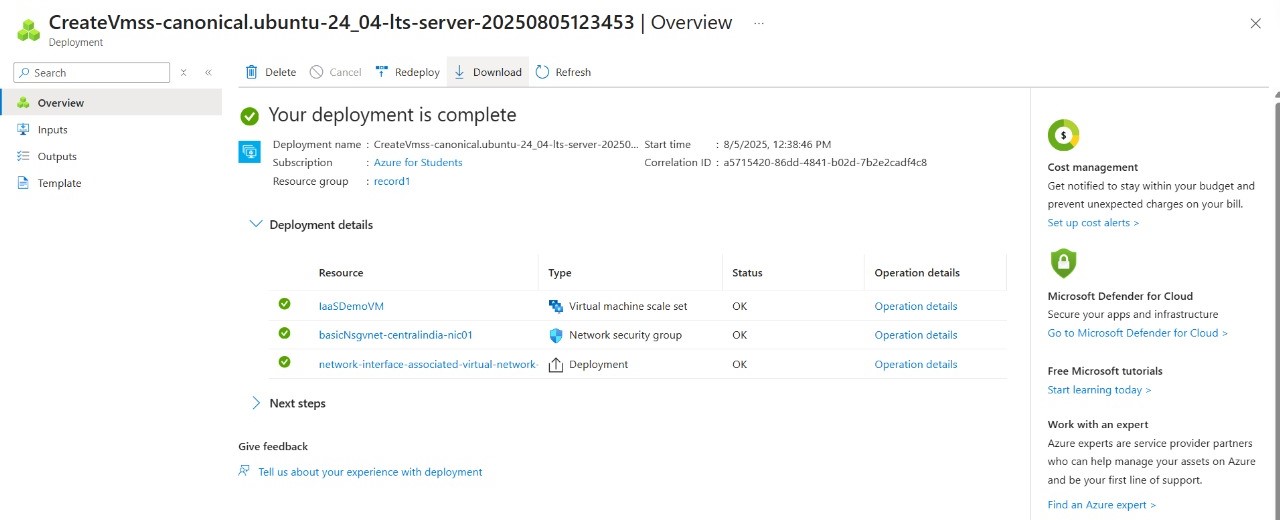 CreateVmss-canonical.ubuntu-24_04-lts-server-20250805123453 | Overview ...
Deployment
Search
Overview
Inputs
Outputs
Template
Delete Cancel Redeploy Download Refresh
Your deployment is complete
Deployment name : CreateVmss-canonical.ubuntu-24_04-lts-server-20250... Start time : 8/5/2025, 12:38:46 PM
Subscription : Azure for Students Correlation ID : a5715420-86dd-4841-b02d-7b2e2cadf4c8
Resource group : record1
Deployment details
Resource Type Status Operation details
IaaSDemoVM Virtual machine scale set OK Operation details
basicNsgvnet-centralindia-nic01 Network security group OK Operation details
network-interface-associated-virtual-network- Deployment OK Operation details
Next steps
Give feedback
Tell us about your experience with deployment
Cost management
Get notified to stay within your budget and
prevent unexpected charges on your bill.
Set up cost alerts >
Microsoft Defender for Cloud
Secure your apps and infrastructure
Go to Microsoft Defender for Cloud >
Free Microsoft tutorials
Start learning today >
Work with an expert
Azure experts are service provider partners
who can help manage your assets on Azure
and be your first line of support.
Find an Azure expert >